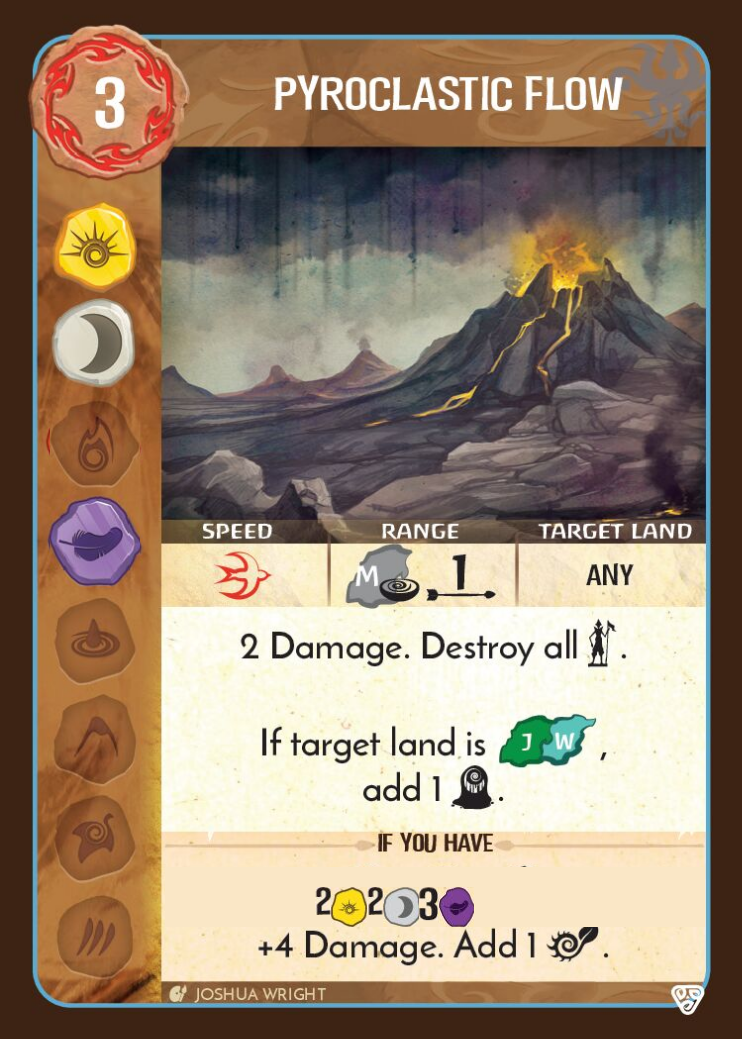 3
PYROCLASTIC FLOW
SPEED RANGE TARGET LAND
M 1 ANY
2 Damage. Destroy all .
If target land is J W ,
add 1 .
IF YOU HAVE
2 2 3
+4 Damage. Add 1 .
JOSHUA WRIGHT